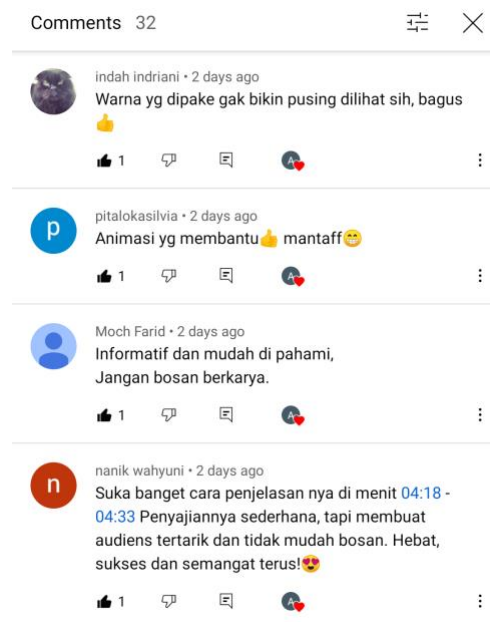 Comments 32
indah indriani • 2 days ago
Warna yg dipake gak bikin pusing dilihat sih, bagus
👍
1
A
p
pitalokasilvia • 2 days ago
Animasi yg membantu👍 mantaff😁
1
A
Moch Farid • 2 days ago
Informatif dan mudah di pahami,
Jangan bosan berkarya.
1
A
n
nanik wahyuni • 2 days ago
Suka banget cara penjelasan nya di menit 04:18 -
04:33 Penyajiannya sederhana, tapi membuat
audiens tertarik dan tidak mudah bosan. Hebat,
sukses dan semangat terus!😍
1
A